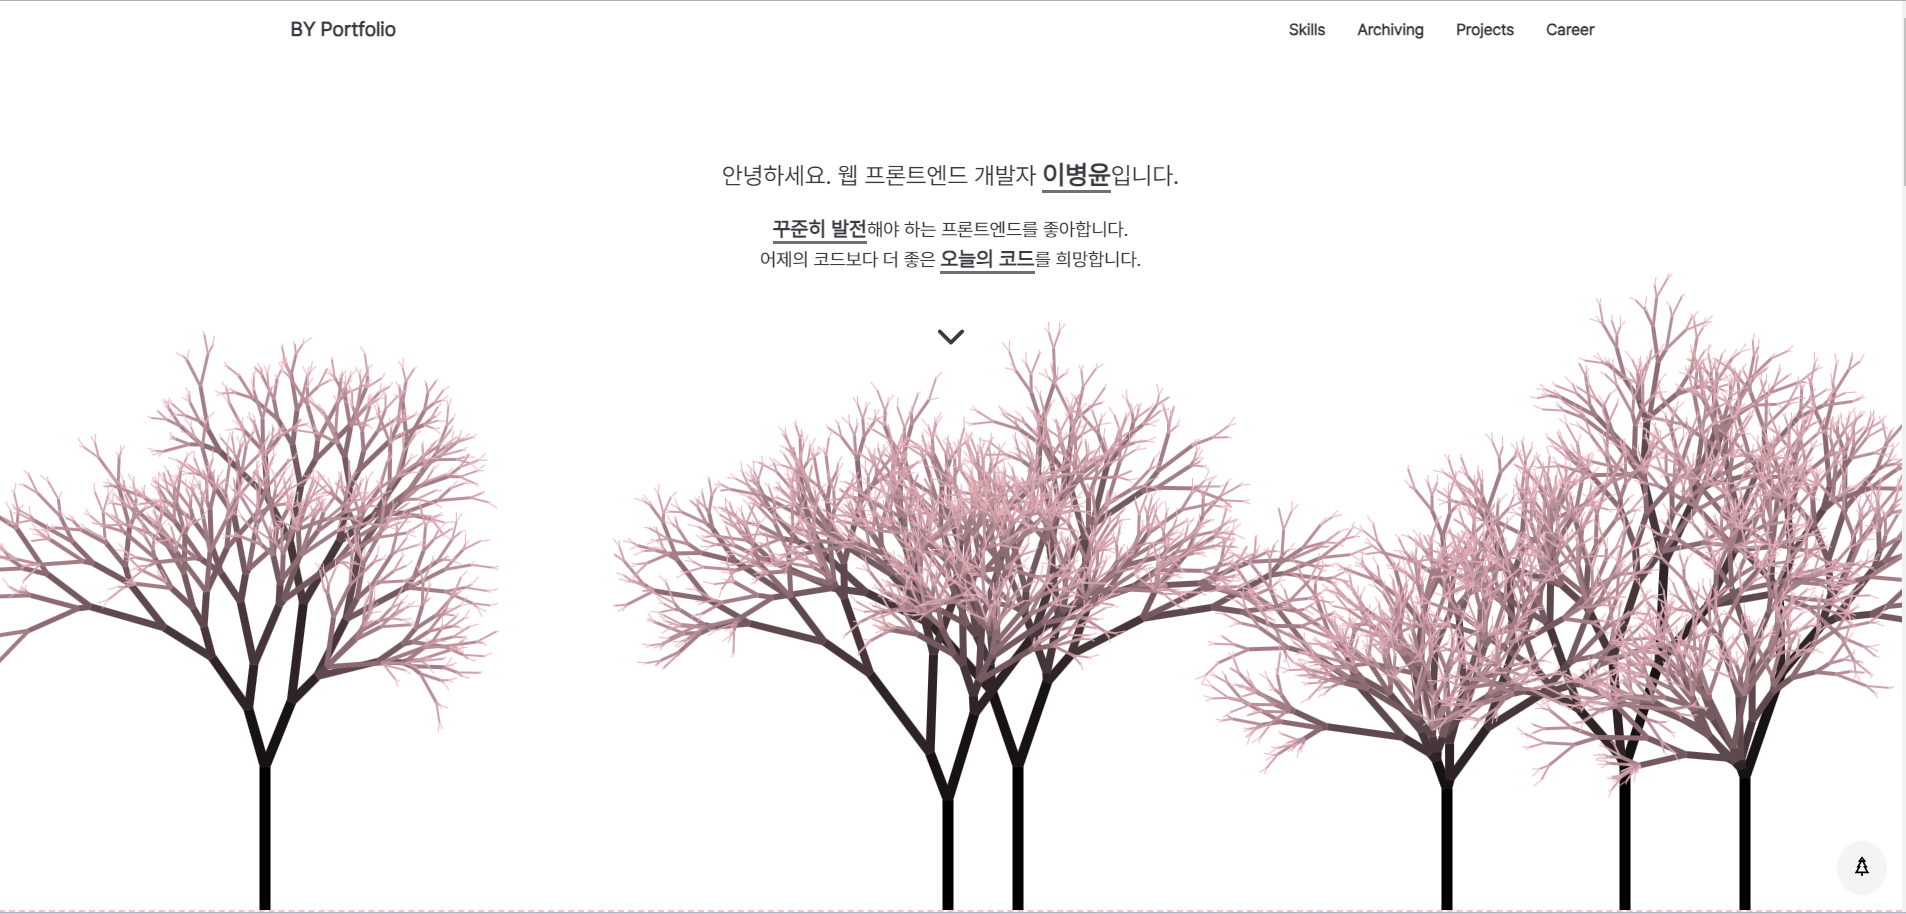 BY Portfolio
Skills Archiving Projects Career
안녕하세요. 웹 프론트엔드 개발자 이병윤입니다.
꾸준히 발전해야 하는 프론트엔드를 좋아합니다.
어제의 코드보다 더 좋은 오늘의 코드를 희망합니다.